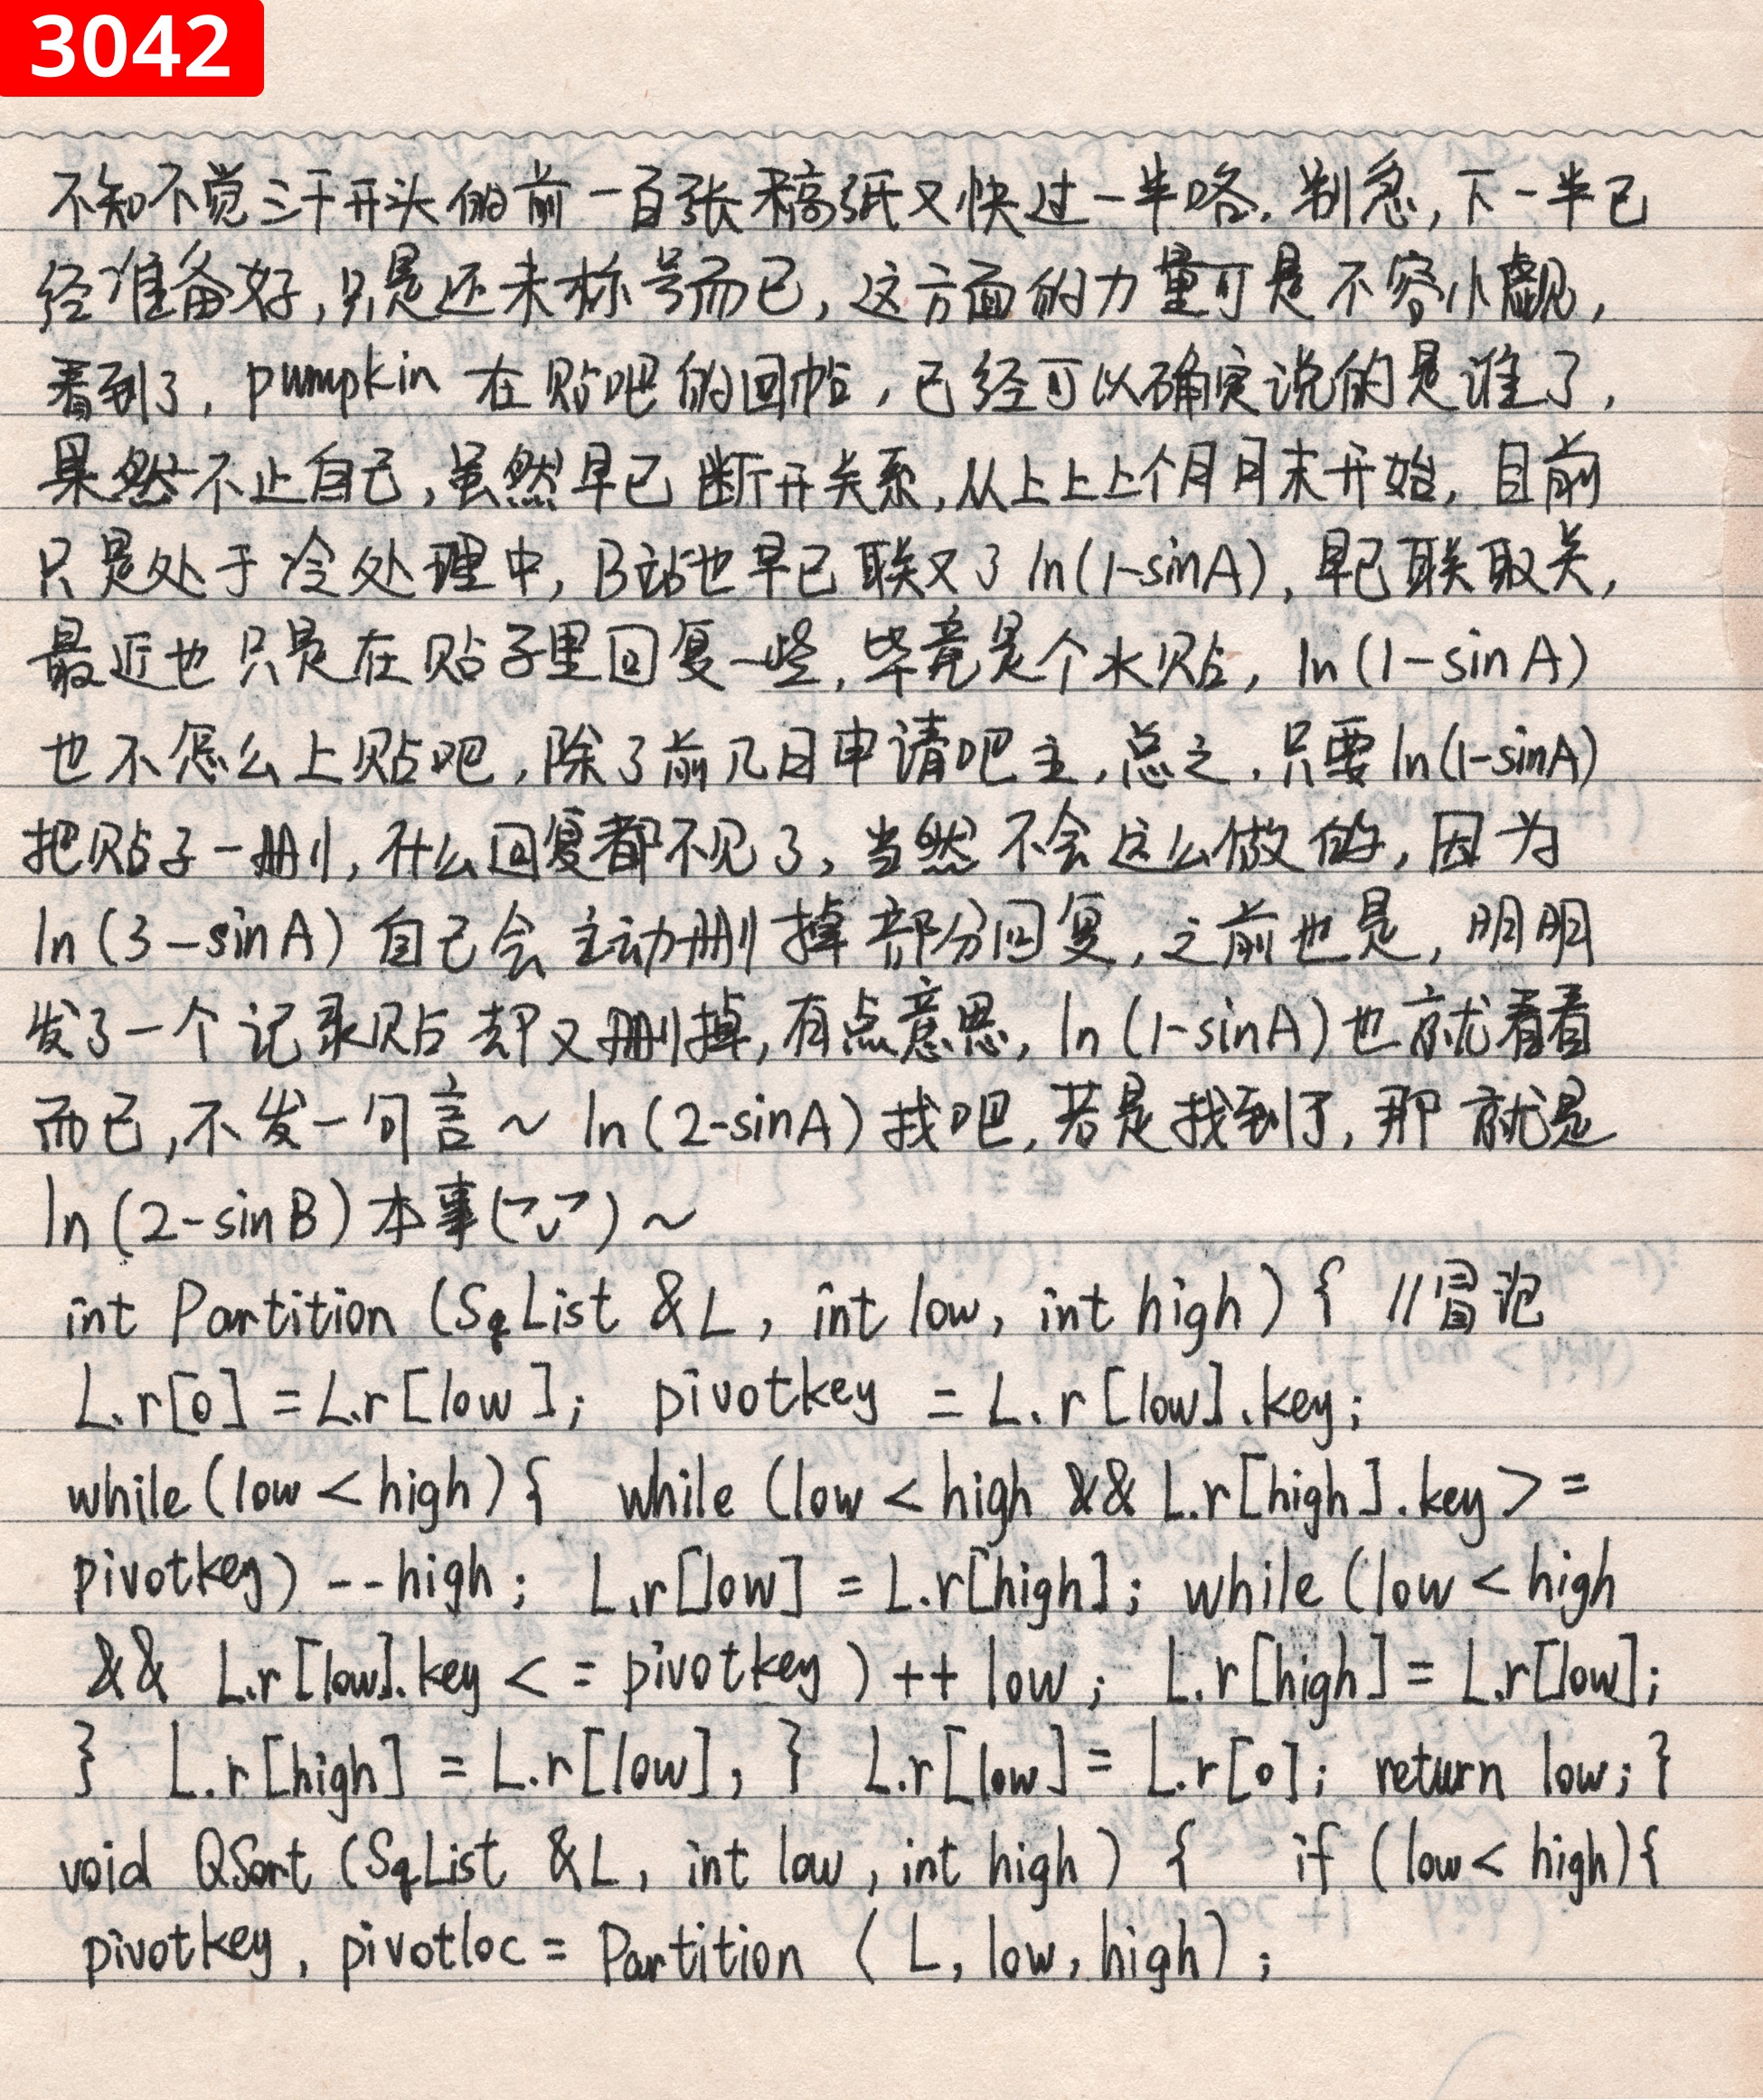 3042
不知不觉三千开头的前一百张稿纸又快过一半咯.别急,下一半已
经准备好,只是还未标号而已,这方面的力量可是不容小觑,
看到了,pumpkin 在贴吧的回帖,已经可以确定说的是谁了,
果然不止自己,虽然早已断开关系,从上上上个月月末开始,目前
只是处于冷处理中,B站也早已取关了 ln(1-sinA),早已取关,
最近也只是在贴子里回复一些,毕竟是个水贴,ln(1-sinA)
也不怎么上贴吧,除了前几日申请吧主,总之,只要ln(1-sinA)
把贴子一删,什么回复都不见了,当然不会这么做的,因为
ln(3-sinA)自己会主动删掉部分回复,之前也是,明明
发了一个记录贴却又删掉,有点意思,ln(1-sinA)也就看看
而已,不发一句言~ ln(2-sinA)找吧,若是找到了,那就是
ln(2-sinB)本事(￢ᴗ￢)~
int Partition (SqList &L, int low, int high) { //冒泡
L.r[0] = L.r[low]; pivotkey = L.r[low].key;
while(low < high){ while (low < high && L.r[high].key >=
pivotkey) --high; L.r[low] = L.r[high]; while (low < high
&& L.r[low].key <= pivotkey) ++low; L.r[high] = L.r[low];
} L.r[high] = L.r[low]; } L.r[low] = L.r[0]; return low; }
void QSort (SqList &L, int low, int high) { if (low < high){
pivotkey, pivotloc = Partition (L, low, high);